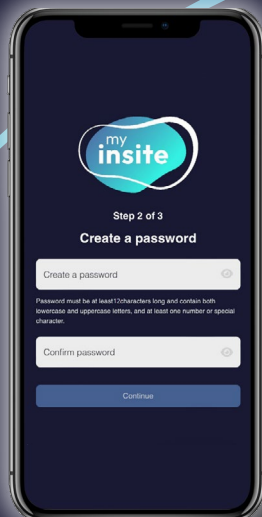 my
insite
Step 2 of 3
Create a password
Create a password
Password must be at least12characters long and contain both
lowercase and uppercase letters, and at least one number or special
character.
Confirm password
Continue